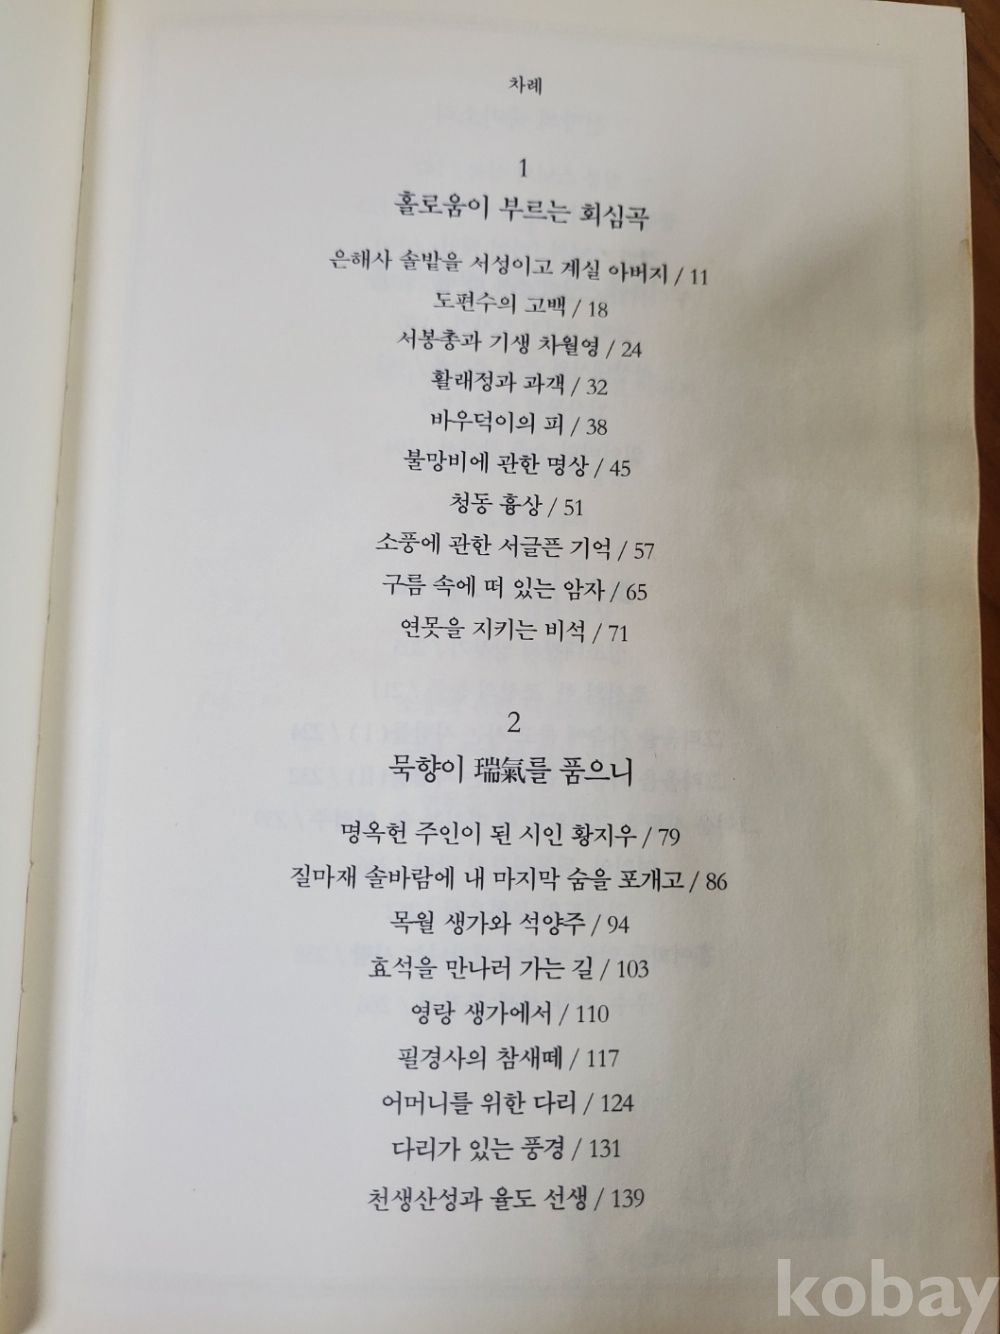 차례
1
홀로움이 부르는 회심곡
은해사 솔밭을 서성이고 계실 아버지 / 11
도편수의 고백 / 18
서봉총과 기생 차월영 / 24
활래정과 과객 / 32
바우덕이의 피 / 38
불망비에 관한 명상 / 45
청동 흉상 / 51
소풍에 관한 서글픈 기억 / 57
구름 속에 떠 있는 암자 / 65
연못을 지키는 비석 / 71
2
묵향이 瑞氣를 품으니
명옥헌 주인이 된 시인 황지우 / 79
질마재 솔바람에 내 마지막 숨을 포개고 / 86
목월 생가와 석양주 / 94
효석을 만나러 가는 길 / 103
영랑 생가에서 / 110
필경사의 참새떼 / 117
어머니를 위한 다리 / 124
다리가 있는 풍경 / 131
천생산성과 율도 선생 / 139
kobay